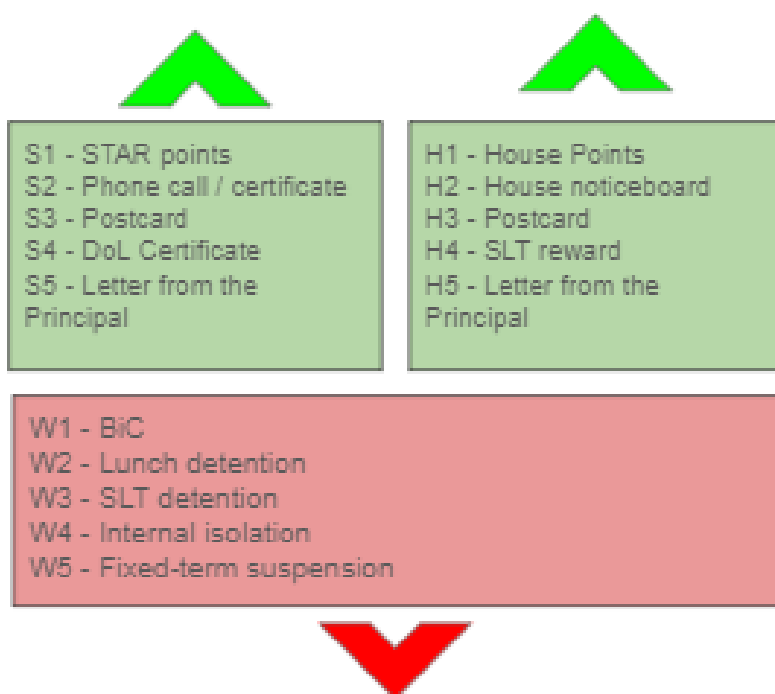 S1 - STAR points
S2 - Phone call / certificate
S3 - Postcard
S4 - DoL Certificate
S5 - Letter from the
Principal
H1 - House Points
H2 - House noticeboard
H3 - Postcard
H4 - SLT reward
H5 - Letter from the
Principal
W1 - BiC
W2 - Lunch detention
W3 - SLT detention
W4 - Internal isolation
W5 - Fixed-term suspension